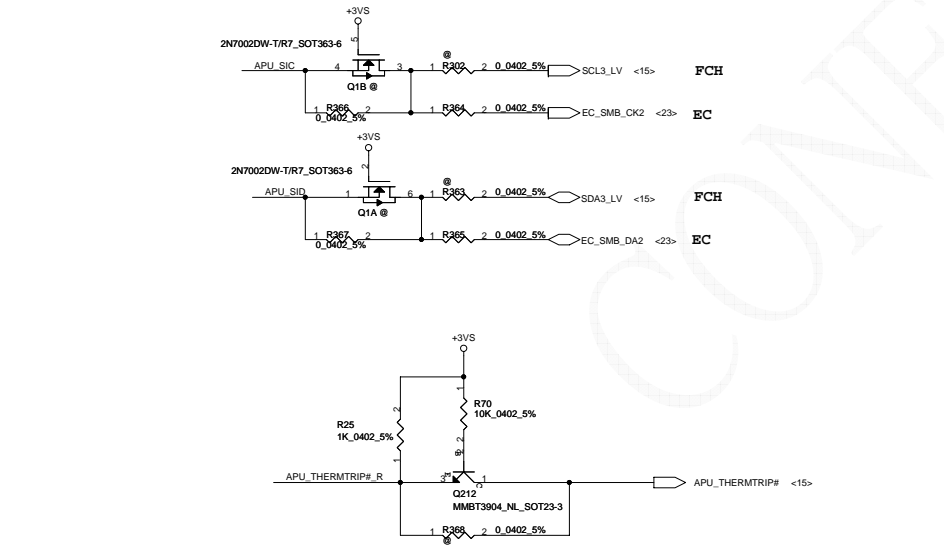 +3VS
5
2N7002DW-T/R7_SOT363-6
@
APU_SIC 4 3 1 R302 2 0_0402_5% SCL3_LV <15> FCH
Q1B @
1 R366 2 1 R364 2 0_0402_5% EC_SMB_CK2 <23> EC
0_0402_5%
+3VS
2
2N7002DW-T/R7_SOT363-6
@
APU_SID 1 6 1 R363 2 0_0402_5% SDA3_LV <15> FCH
Q1A @
1 R367 2 1 R365 2 0_0402_5% EC_SMB_DA2 <23> EC
0_0402_5%
+3VS
1
R70
10K_0402_5%
2
R25
1K_0402_5%
2
1
APU_THERMTRIP#_R 3 1 APU_THERMTRIP# <15>
Q212
MMBT3904_NL_SOT23-3
1 R368 2 0_0402_5%
@
CONF